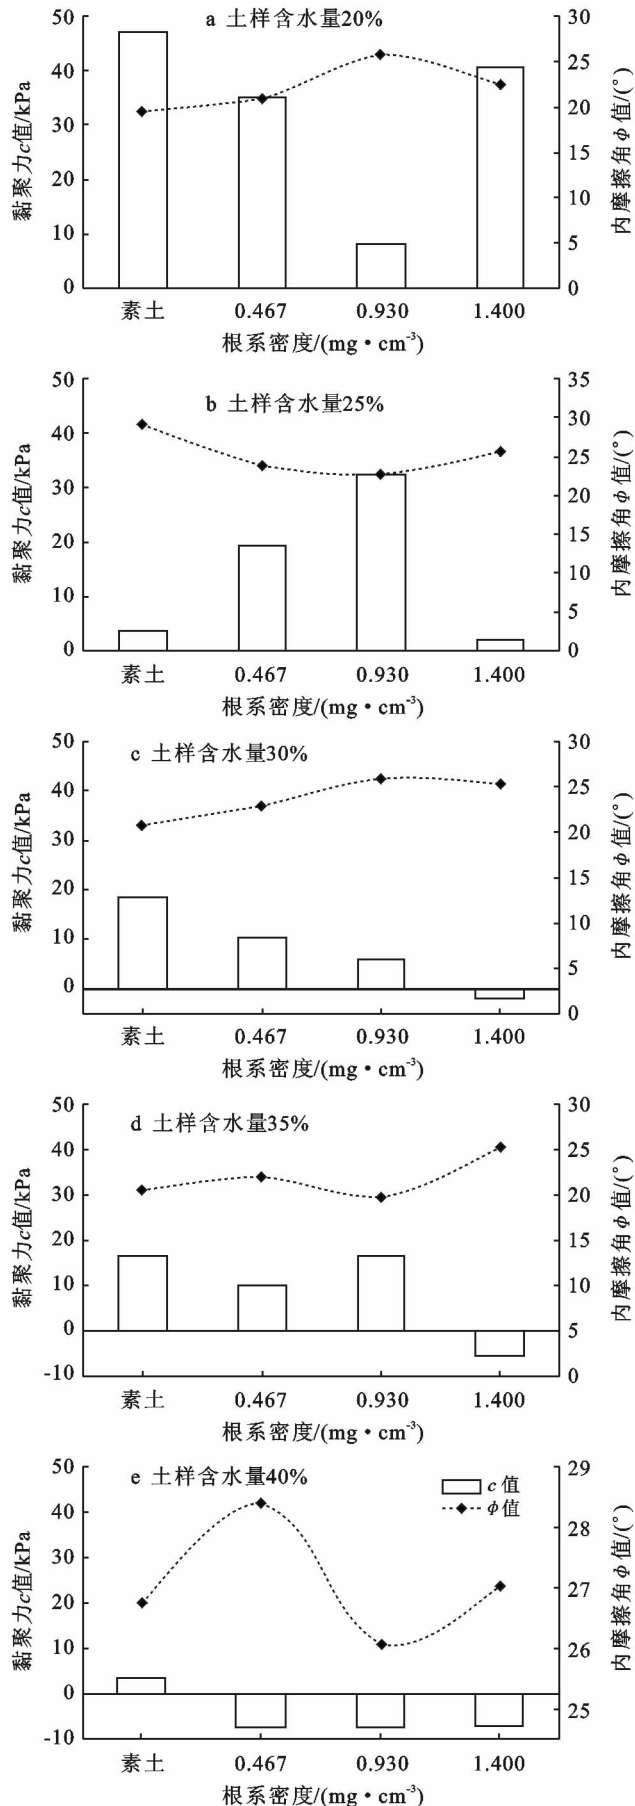 a 土样含水量20%
50
40
30
20
10
0
黏聚力c值/kPa
30
25
20
15
10
5
0
内摩擦角ϕ值/(°)
素土 0.467 0.930 1.400
根系密度/(mg·cm⁻³)
b 土样含水量25%
50
40
30
20
10
0
黏聚力c值/kPa
35
30
25
20
15
10
5
0
内摩擦角ϕ值/(°)
素土 0.467 0.930 1.400
根系密度/(mg·cm⁻³)
c 土样含水量30%
50
40
30
20
10
0
黏聚力c值/kPa
30
25
20
15
10
5
0
内摩擦角ϕ值/(°)
素土 0.467 0.930 1.400
根系密度/(mg·cm⁻³)
d 土样含水量35%
50
40
30
20
10
0
-10
黏聚力c值/kPa
30
25
20
15
10
5
0
内摩擦角ϕ值/(°)
素土 0.467 0.930 1.400
根系密度/(mg·cm⁻³)
e 土样含水量40%
c 值
ϕ值
50
40
30
20
10
0
-10
黏聚力c值/kPa
29
28
27
26
25
内摩擦角ϕ值/(°)
素土 0.467 0.930 1.400
根系密度/(mg·cm⁻³)